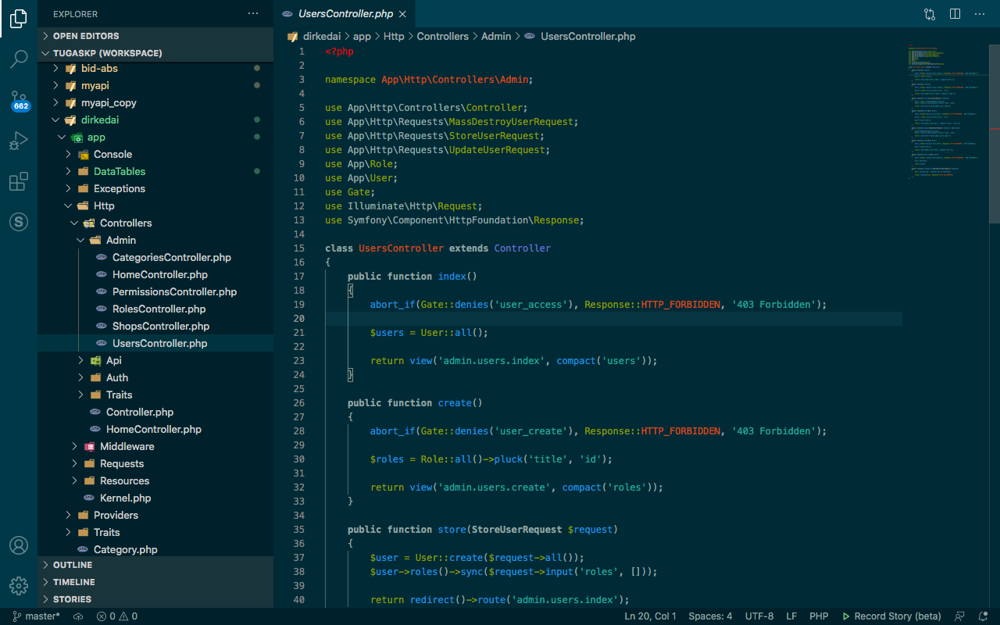 EXPLORER
OPEN EDITORS
TUGASKP (WORKSPACE)
bid-abs
myapi
myapi_copy
dirkedai
app
Console
DataTables
Exceptions
Http
Controllers
Admin
CategoriesController.php
HomeController.php
PermissionsController.php
RolesController.php
ShopsController.php
UsersController.php
Api
Auth
Traits
Controller.php
HomeController.php
Middleware
Requests
Resources
Kernel.php
Providers
Traits
Category.php
OUTLINE
TIMELINE
STORIES
662
UsersController.php
dirkedai > app > Http > Controllers > Admin > UsersController.php
1 <?php
2
3 namespace App\Http\Controllers\Admin;
4
5 use App\Http\Controllers\Controller;
6 use App\Http\Requests\MassDestroyUserRequest;
7 use App\Http\Requests\StoreUserRequest;
8 use App\Http\Requests\UpdateUserRequest;
9 use App\Role;
10 use App\User;
11 use Gate;
12 use Illuminate\Http\Request;
13 use Symfony\Component\HttpFoundation\Response;
14
15 class UsersController extends Controller
16 {
17 public function index()
18 {
19 abort_if(Gate::denies('user_access'), Response::HTTP_FORBIDDEN, '403 Forbidden');
20
21 $users = User::all();
22
23 return view('admin.users.index', compact('users'));
24 }
25
26 public function create()
27 {
28 abort_if(Gate::denies('user_create'), Response::HTTP_FORBIDDEN, '403 Forbidden');
29
30 $roles = Role::all()->pluck('title', 'id');
31
32 return view('admin.users.create', compact('roles'));
33 }
34
35 public function store(StoreUserRequest $request)
36 {
37 $user = User::create($request->all());
38 $user->roles()->sync($request->input('roles', []));
39
40 return redirect()->route('admin.users.index');
master* 0 0 Ln 20, Col 1 Spaces: 4 UTF-8 LF PHP Record Story (beta)